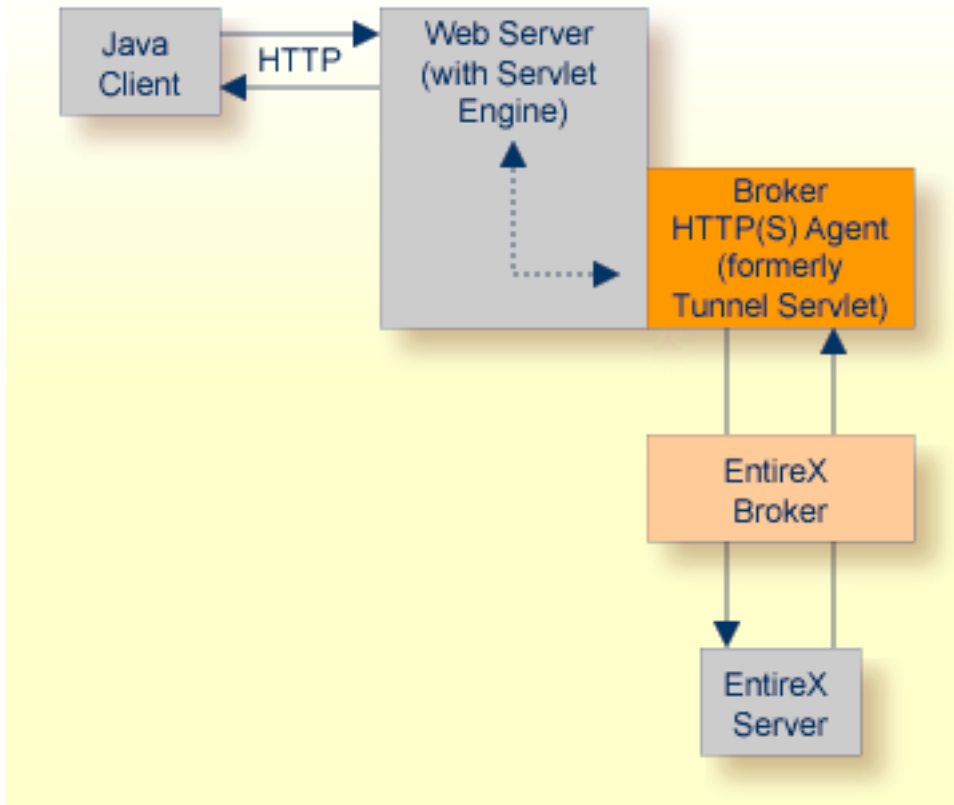 Java
Client
HTTP
Web Server
(with Servlet
Engine)
Broker
HTTP(S) Agent
(formerly
Tunnel Servlet)
EntireX
Broker
EntireX
Server